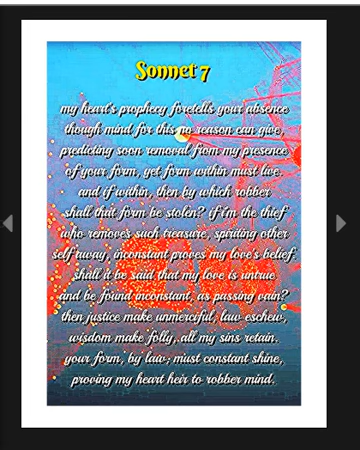 Sonnet 7
my heart's prophecy foretells your absence
though mind for this no reason can give,
predicting soon removal from my presence
of your form, yet form within must live.
and if within, then by which robber
shall that form be stolen? if i'm the thief
who removes such treasure, spiriting other
self away, inconstant proves my love's belief.
shall it be said that my love is untrue
and be found inconstant, as passing vain?
then justice make unmerciful, law eschew,
wisdom make folly, all my sins retain.
your form, by law, must constant shine,
proving my heart heir to robber mind.